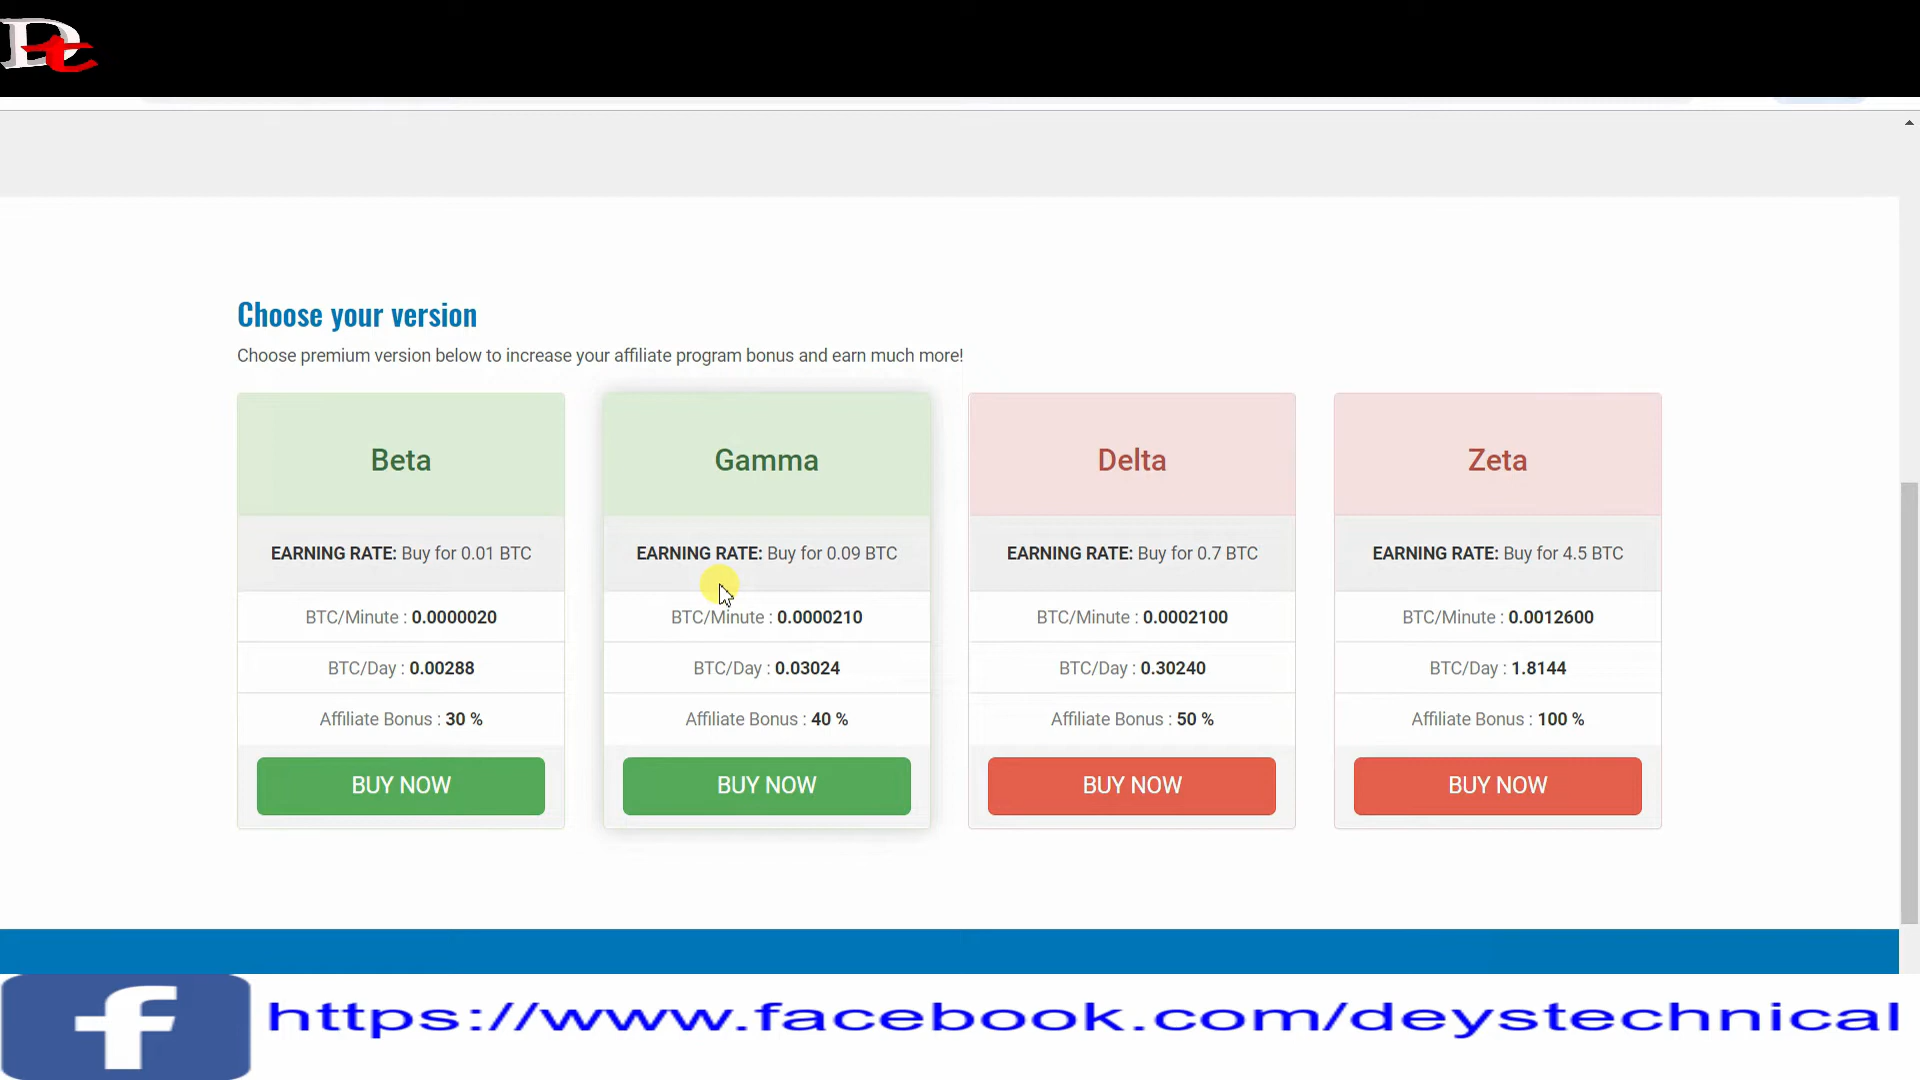 Dt
Choose your version
Choose premium version below to increase your affiliate program bonus and earn much more!
Beta
EARNING RATE: Buy for 0.01 BTC
BTC/Minute : 0.0000020
BTC/Day : 0.00288
Affiliate Bonus : 30 %
BUY NOW
Gamma
EARNING RATE: Buy for 0.09 BTC
BTC/Minute : 0.0000210
BTC/Day : 0.03024
Affiliate Bonus : 40 %
BUY NOW
Delta
EARNING RATE: Buy for 0.7 BTC
BTC/Minute : 0.0002100
BTC/Day : 0.30240
Affiliate Bonus : 50 %
BUY NOW
Zeta
EARNING RATE: Buy for 4.5 BTC
BTC/Minute : 0.0012600
BTC/Day : 1.8144
Affiliate Bonus : 100 %
BUY NOW
f https://www.facebook.com/deystechnical